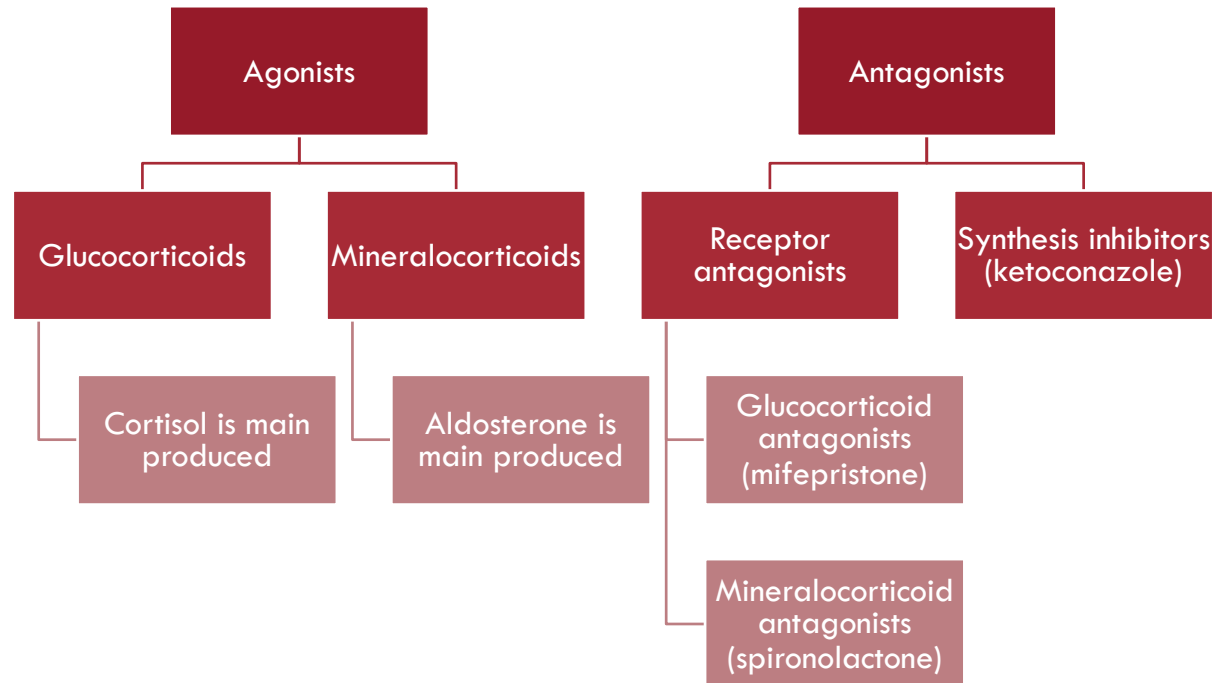 Agonists
Antagonists
Glucocorticoids
Mineralocorticoids
Receptor
antagonists
Synthesis inhibitors
(ketoconazole)
Cortisol is main
produced
Aldosterone is
main produced
Glucocorticoid
antagonists
(mifepristone)
Mineralocorticoid
antagonists
(spironolactone)